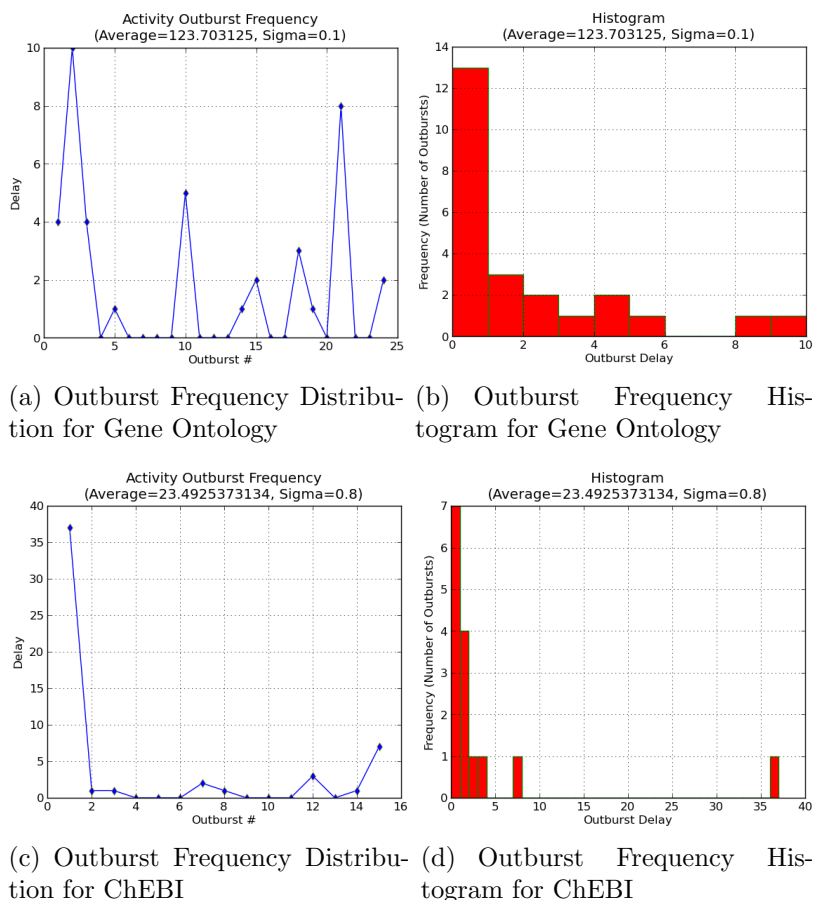 Activity Outburst Frequency
(Average=123.703125, Sigma=0.1)
Delay
10
8
6
4
2
0
0 5 10 15 20 25
Outburst #
Histogram
(Average=123.703125, Sigma=0.1)
Frequency (Number of Outbursts)
14
12
10
8
6
4
2
0
0 2 4 6 8 10
Outburst Delay
(a) Outburst Frequency Distribu-
tion for Gene Ontology
(b) Outburst Frequency His-
togram for Gene Ontology
Activity Outburst Frequency
(Average=23.4925373134, Sigma=0.8)
Delay
40
35
30
25
20
15
10
5
0
0 2 4 6 8 10 12 14 16
Outburst #
Histogram
(Average=23.4925373134, Sigma=0.8)
Frequency (Number of Outbursts)
7
6
5
4
3
2
1
0
0 5 10 15 20 25 30 35 40
Outburst Delay
(c) Outburst Frequency Distribu-
tion for ChEBI
(d) Outburst Frequency His-
togram for ChEBI